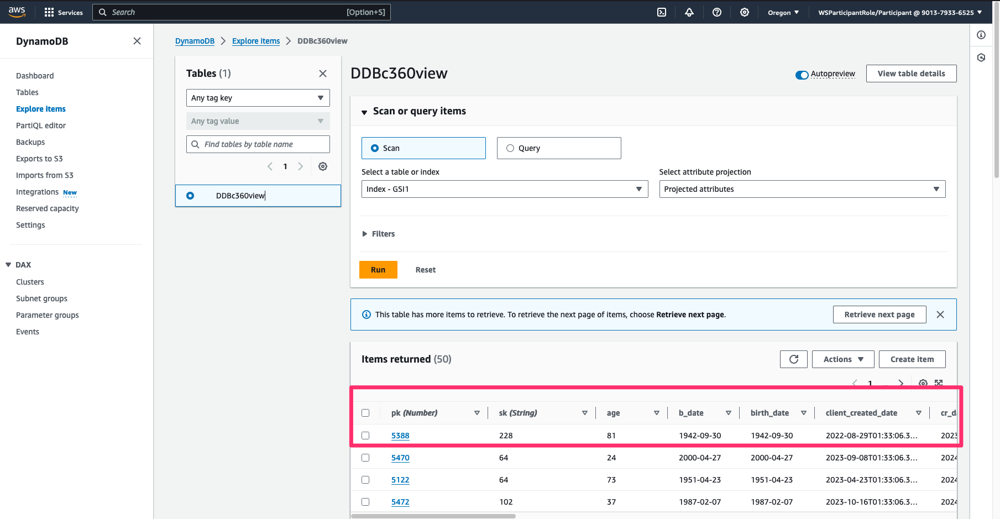 aws
Services
Search
[Option+S]
Oregon
WSParticipantRole/Participant @ 9013-7933-6525
DynamoDB
Dashboard
Tables
Explore items
PartiQL editor
Backups
Exports to S3
Imports from S3
Integrations New
Reserved capacity
Settings
DAX
Clusters
Subnet groups
Parameter groups
Events
DynamoDB
Explore items
DDBc360view
Tables (1)
Any tag key
Any tag value
Find tables by table name
1
DDBc360view
DDBc360view
Autopreview
View table details
Scan or query items
Scan
Query
Select a table or index
Select attribute projection
Index - GSI1
Projected attributes
Filters
Run
Reset
This table has more items to retrieve. To retrieve the next page of items, choose Retrieve next page.
Retrieve next page
Items returned (50)
Actions
Create item
1 ...
pk (Number) sk (String) age b_date birth_date client_created_date
5388 228 81 1942-09-30 1942-09-30 2022-08-29T01:33:06.3... 2023
5470 64 24 2000-04-27 2000-04-27 2023-09-08T01:33:06.3... 2024
5122 64 73 1951-04-23 1951-04-23 2023-04-23T01:33:06.3... 2024
5472 102 37 1987-02-07 1987-02-07 2023-10-16T01:33:06.3... 2024